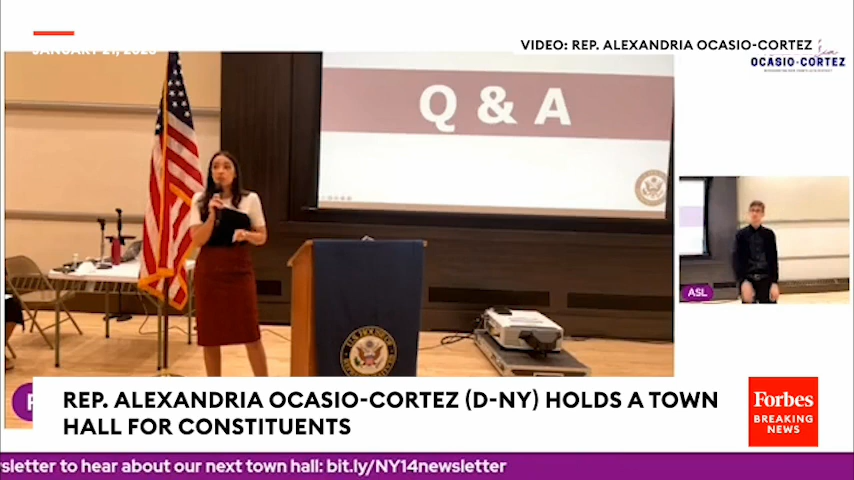 VIDEO: REP. ALEXANDRIA OCASIO-CORTEZ
OCASIO-CORTEZ
Q & A
ASL
REP. ALEXANDRIA OCASIO-CORTEZ (D-NY) HOLDS A TOWN
HALL FOR CONSTITUENTS
Forbes
BREAKING
NEWS
sletter to hear about our next town hall: bit.ly/NY14newsletter